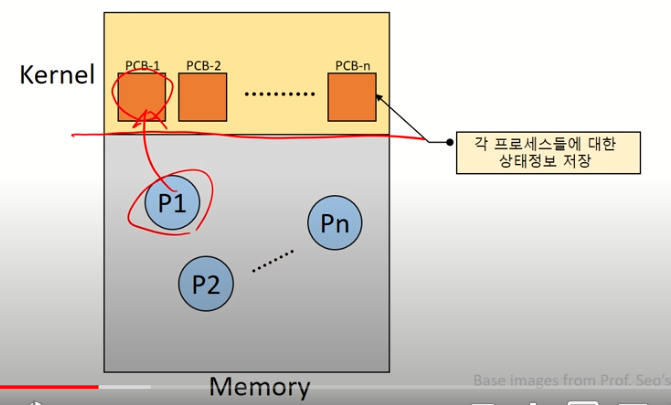 Kernel
PCB-1 PCB-2 PCB-n
각 프로세스들에 대한
상태정보 저장
P1
Pn
P2
Memory
Base images from Prof. Seo's